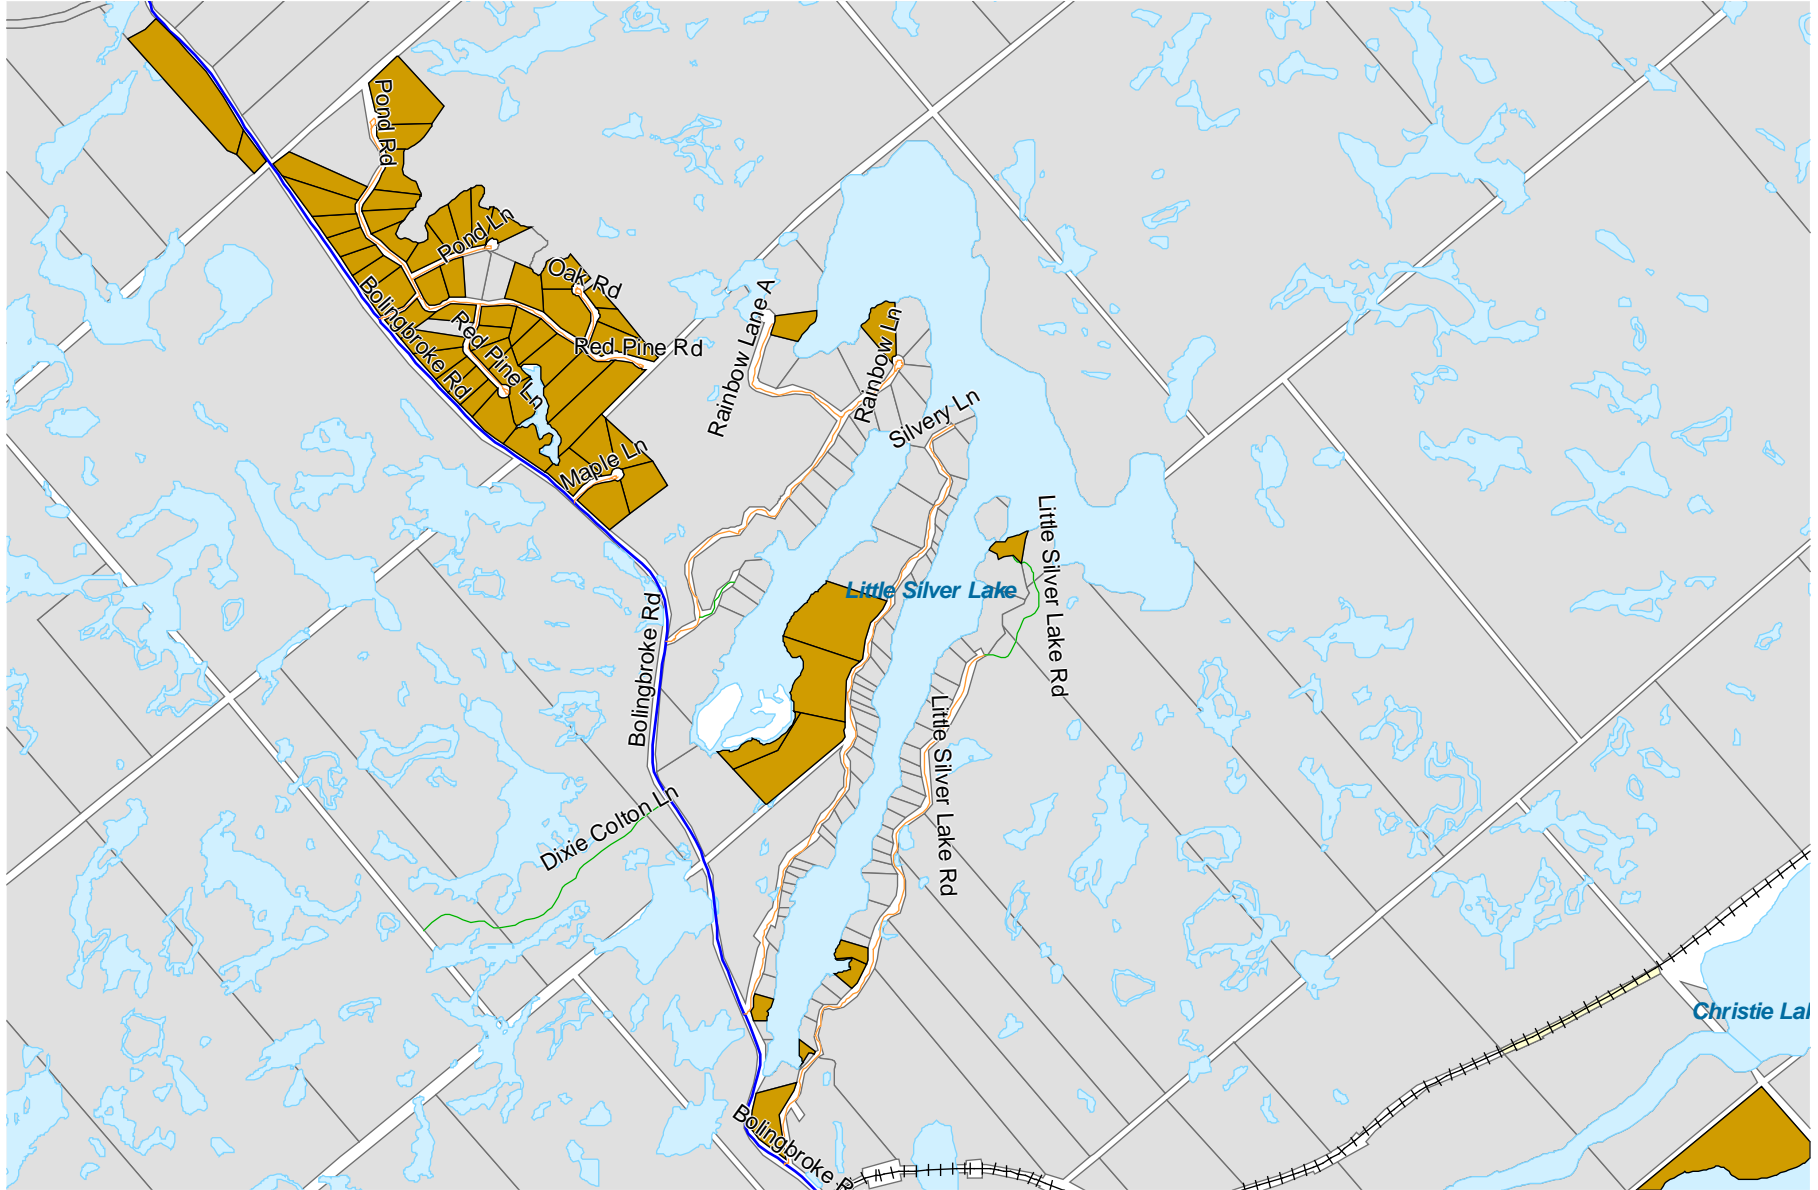 Pond Rd
Pond Ln
Oak Rd
Bolingbroke Rd
Red Pine Ln
Red Pine Rd
Rainbow Lane A
Rainbow Ln
Silvery Ln
Maple Ln
Little Silver Lake
Little Silver Lake Rd
Bolingbroke Rd
Little Silver Lake Rd
Dixie Colton Ln
Christie Lak
Bolingbroke R